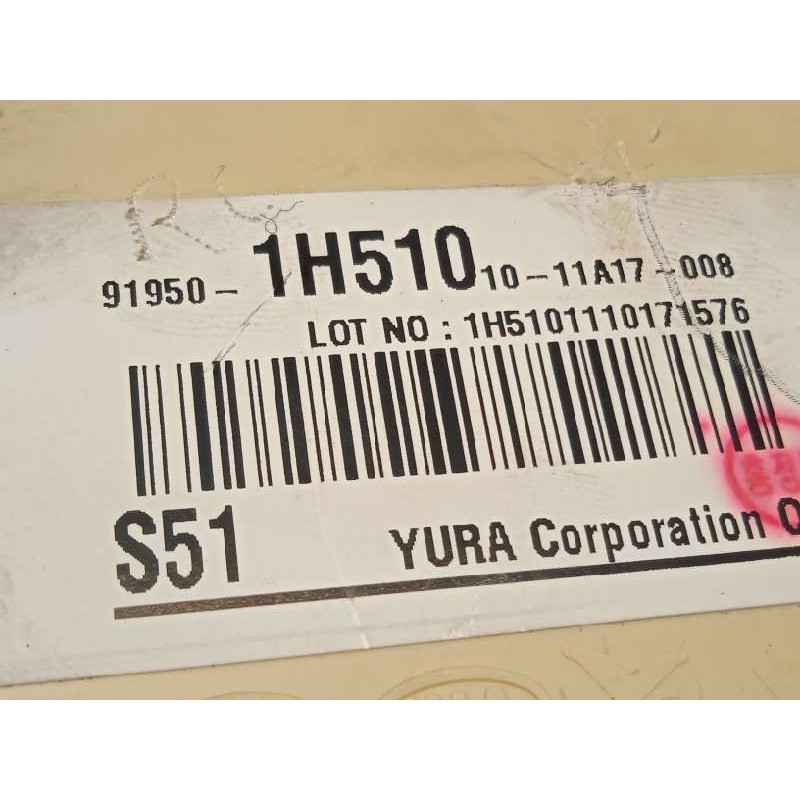 91950-1H510 10-11A17-008
LOT NO : 1H5101110171576
S51
YURA Corporation